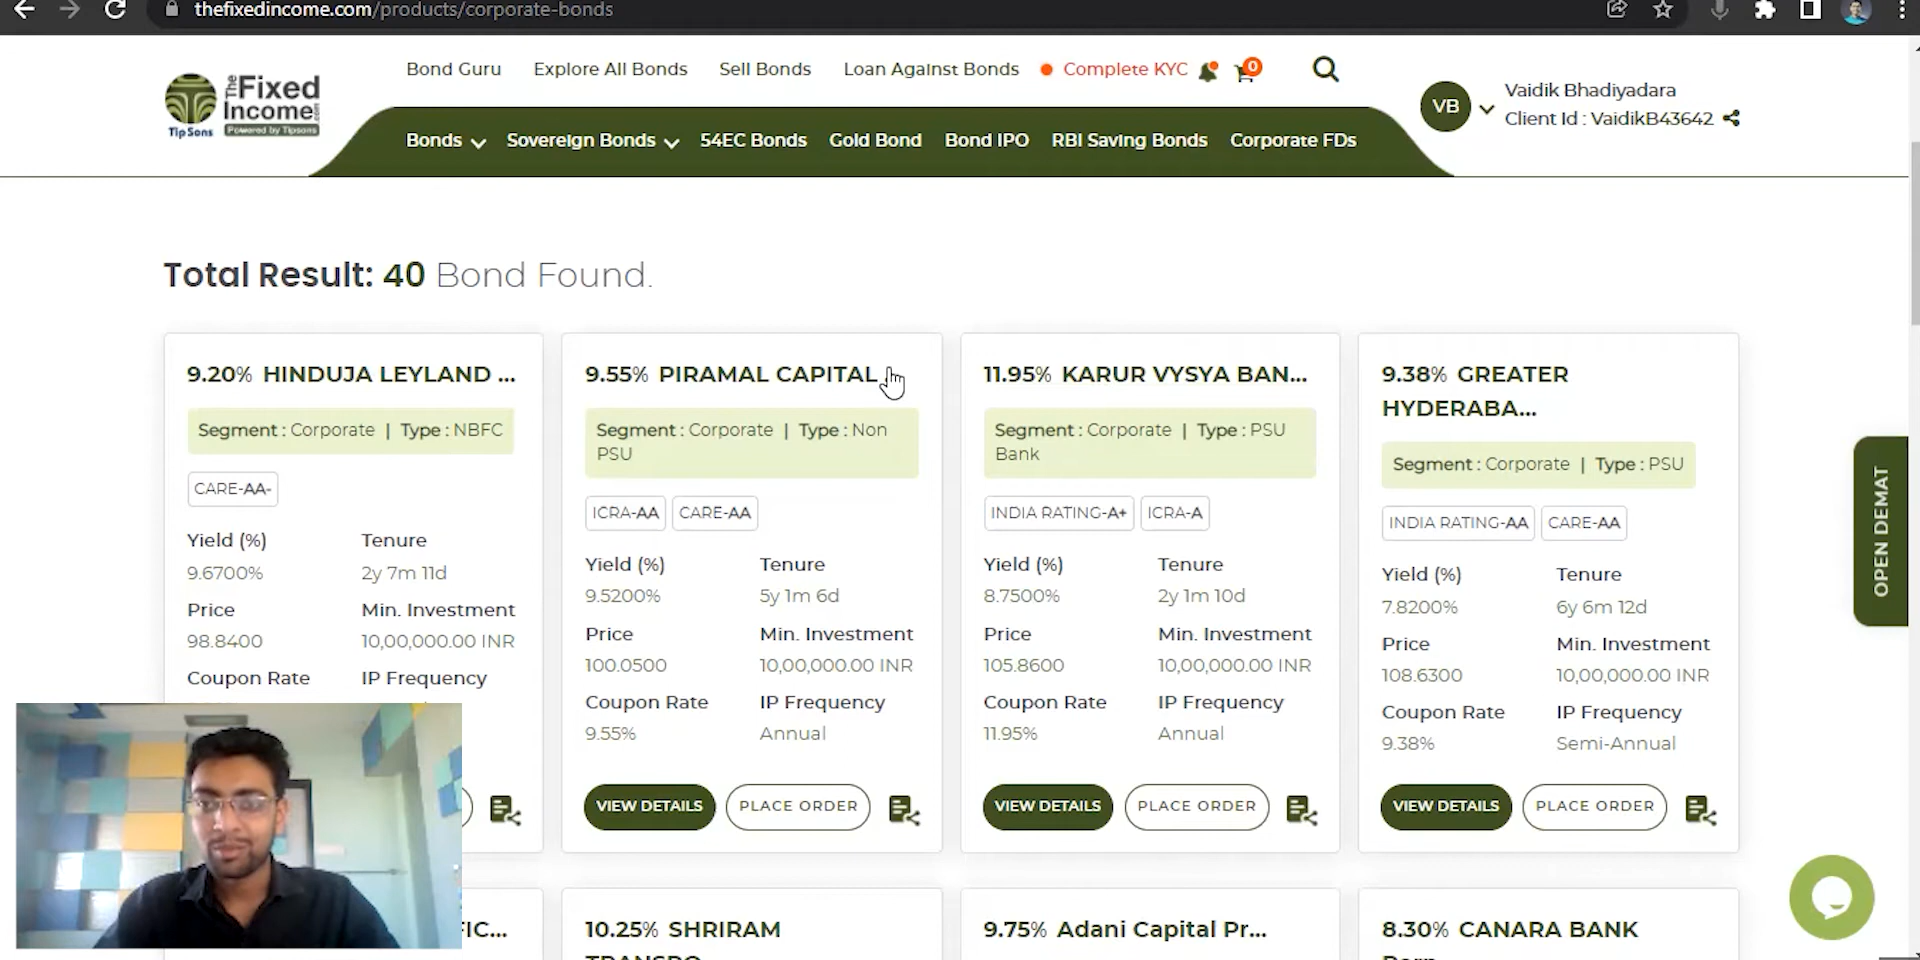 thefixedincome.com/products/corporate-bonds
The Fixed Income.com
Powered by Tipsons
Tip Sons
Bond Guru Explore All Bonds Sell Bonds Loan Against Bonds Complete KYC 0
Bonds Sovereign Bonds 54EC Bonds Gold Bond Bond IPO RBI Saving Bonds Corporate FDs
VB
Vaidik Bhadiyadara
Client Id : VaidikB43642
Total Result: 40 Bond Found.
9.20% HINDUJA LEYLAND ...
Segment : Corporate | Type : NBFC
CARE-AA-
Yield (%) Tenure
9.6700% 2y 7m 11d
Price Min. Investment
98.8400 10,00,000.00 INR
Coupon Rate IP Frequency
9.55% PIRAMAL CAPITAL
Segment : Corporate | Type : Non
PSU
ICRA-AA CARE-AA
Yield (%) Tenure
9.5200% 5y 1m 6d
Price Min. Investment
100.0500 10,00,000.00 INR
Coupon Rate IP Frequency
9.55% Annual
VIEW DETAILS PLACE ORDER
11.95% KARUR VYSYA BAN...
Segment : Corporate | Type : PSU
Bank
INDIA RATING-A+ ICRA-A
Yield (%) Tenure
8.7500% 2y 1m 10d
Price Min. Investment
105.8600 10,00,000.00 INR
Coupon Rate IP Frequency
11.95% Annual
VIEW DETAILS PLACE ORDER
9.38% GREATER
HYDERABA...
Segment : Corporate | Type : PSU
INDIA RATING-AA CARE-AA
Yield (%) Tenure
7.8200% 6y 6m 12d
Price Min. Investment
108.6300 10,00,000.00 INR
Coupon Rate IP Frequency
9.38% Semi-Annual
VIEW DETAILS PLACE ORDER
OPEN DEMAT
IC...
10.25% SHRIRAM
TRANSPO
9.75% Adani Capital Pr...
8.30% CANARA BANK